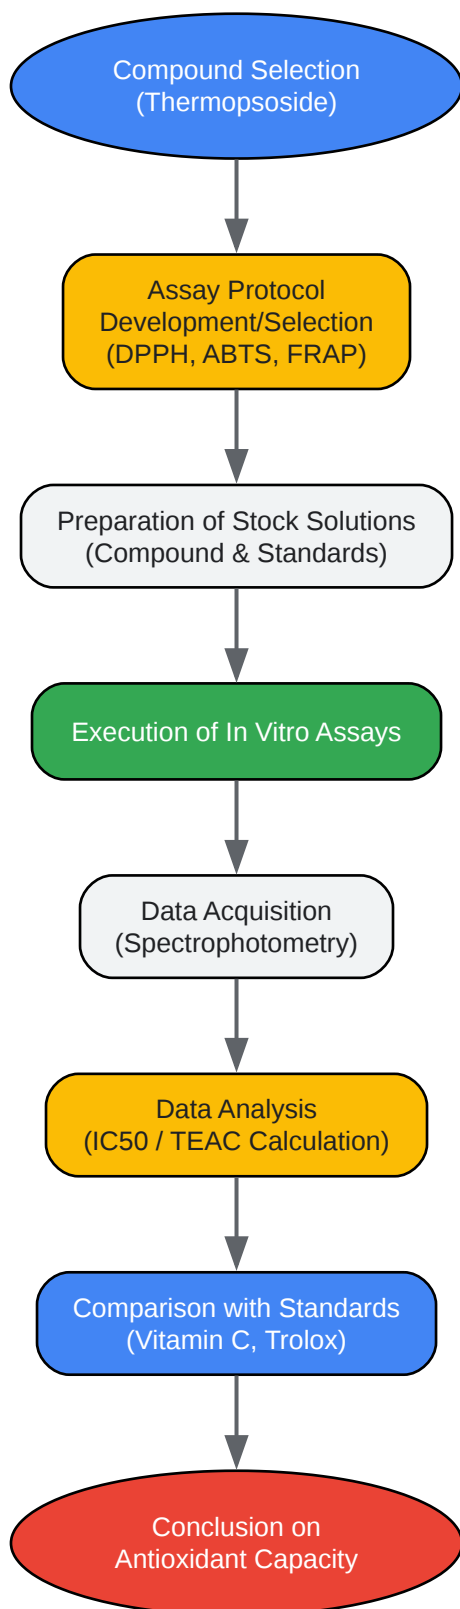 Compound Selection
(Thermopsoside)
Assay Protocol
Development/Selection
(DPPH, ABTS, FRAP)
Preparation of Stock Solutions
(Compound & Standards)
Execution of In Vitro Assays
Data Acquisition
(Spectrophotometry)
Data Analysis
(IC50 / TEAC Calculation)
Comparison with Standards
(Vitamin C, Trolox)
Conclusion on
Antioxidant Capacity